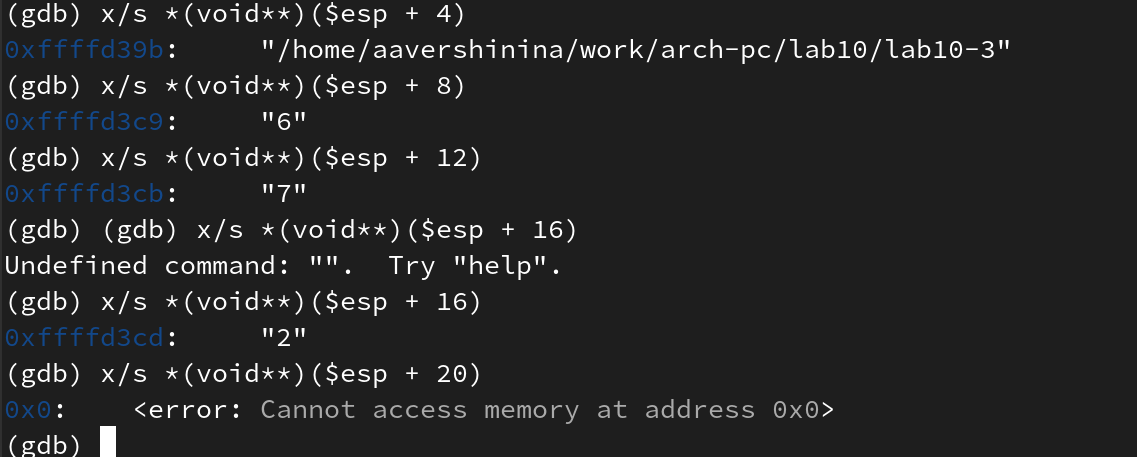 (gdb) x/s *(void**)($esp + 4)
0xffffd39b:     "/home/aavershinina/work/arch-pc/lab10/lab10-3"
(gdb) x/s *(void**)($esp + 8)
0xffffd3c9:     "6"
(gdb) x/s *(void**)($esp + 12)
0xffffd3cb:     "7"
(gdb) (gdb) x/s *(void**)($esp + 16)
Undefined command: "".  Try "help".
(gdb) x/s *(void**)($esp + 16)
0xffffd3cd:     "2"
(gdb) x/s *(void**)($esp + 20)
0x0:    <error: Cannot access memory at address 0x0>
(gdb)